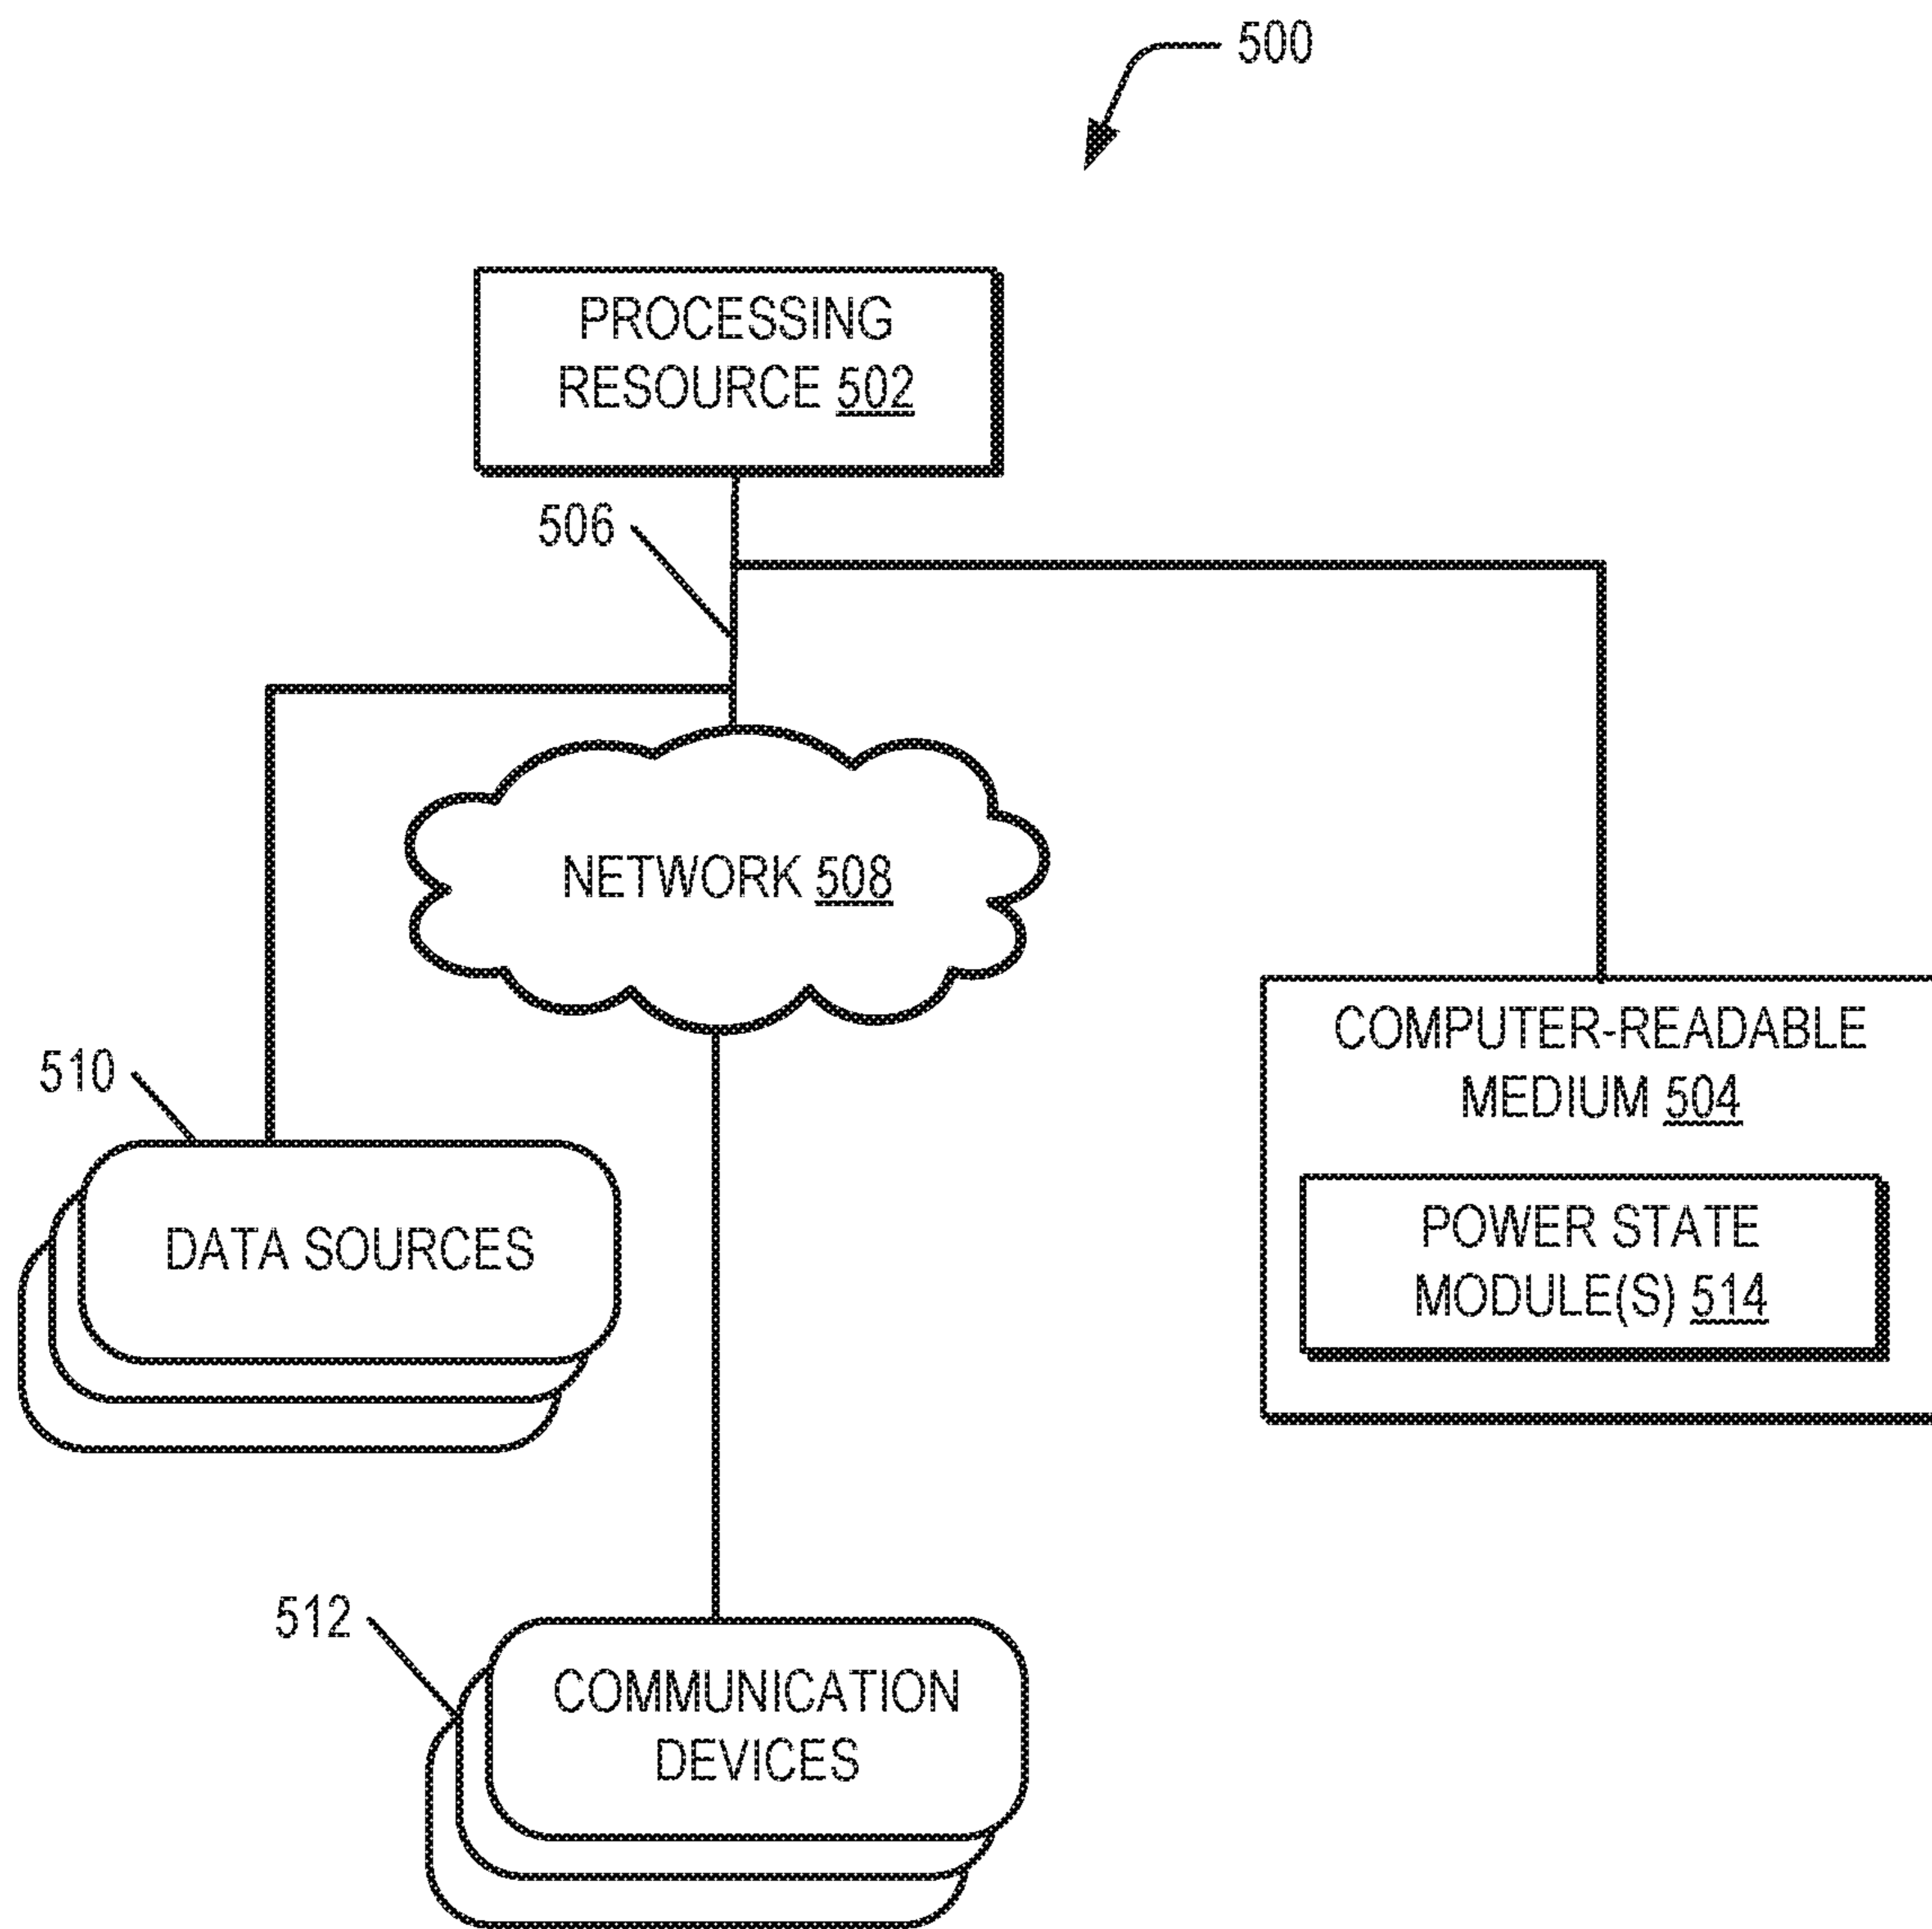 500
PROCESSING
RESOURCE 502
506
NETWORK 508
510
DATA SOURCES
COMPUTER-READABLE
MEDIUM 504
POWER STATE
MODULE(S) 514
512
COMMUNICATION
DEVICES